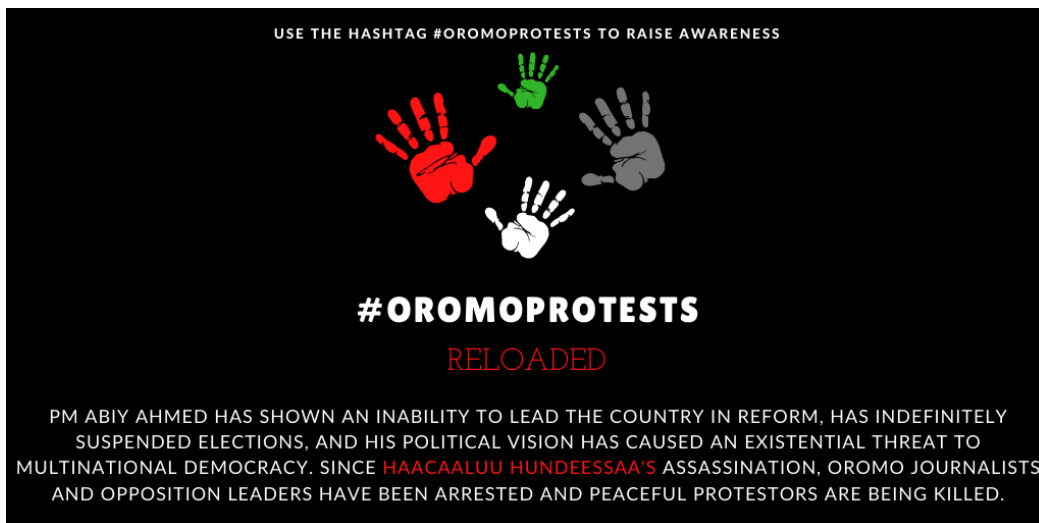 USE THE HASHTAG #OROMOPROTESTS TO RAISE AWARENESS
#OROMOPROTESTS
RELOADED
PM ABIY AHMED HAS SHOWN AN INABILITY TO LEAD THE COUNTRY IN REFORM, HAS INDEFINITELY
SUSPENDED ELECTIONS, AND HIS POLITICAL VISION HAS CAUSED AN EXISTENTIAL THREAT TO
MULTINATIONAL DEMOCRACY. SINCE HAACAALUU HUNDEESSAA'S ASSASSINATION, OROMO JOURNALISTS
AND OPPOSITION LEADERS HAVE BEEN ARRESTED AND PEACEFUL PROTESTORS ARE BEING KILLED.